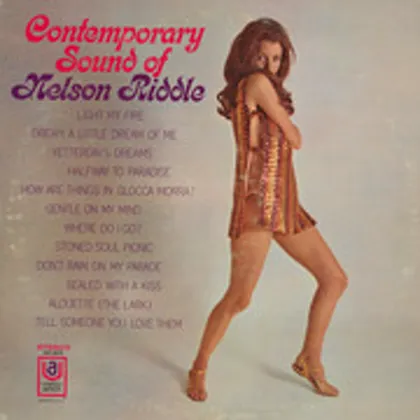 Contemporary
Sound of
Nelson Riddle
LIGHT MY FIRE
DREAM A LITTLE DREAM OF ME
YESTERDAY'S DREAMS
HALFWAY TO PARADISE
HOW ARE THINGS IN GLOCCA MORRA?
GENTLE ON MY MIND
WHERE DO I GO?
STONED SOUL PICNIC
DON'T RAIN ON MY PARADE
SEALED WITH A KISS
ALOUETTE (THE LARK)
TELL SOMEONE YOU LOVE THEM